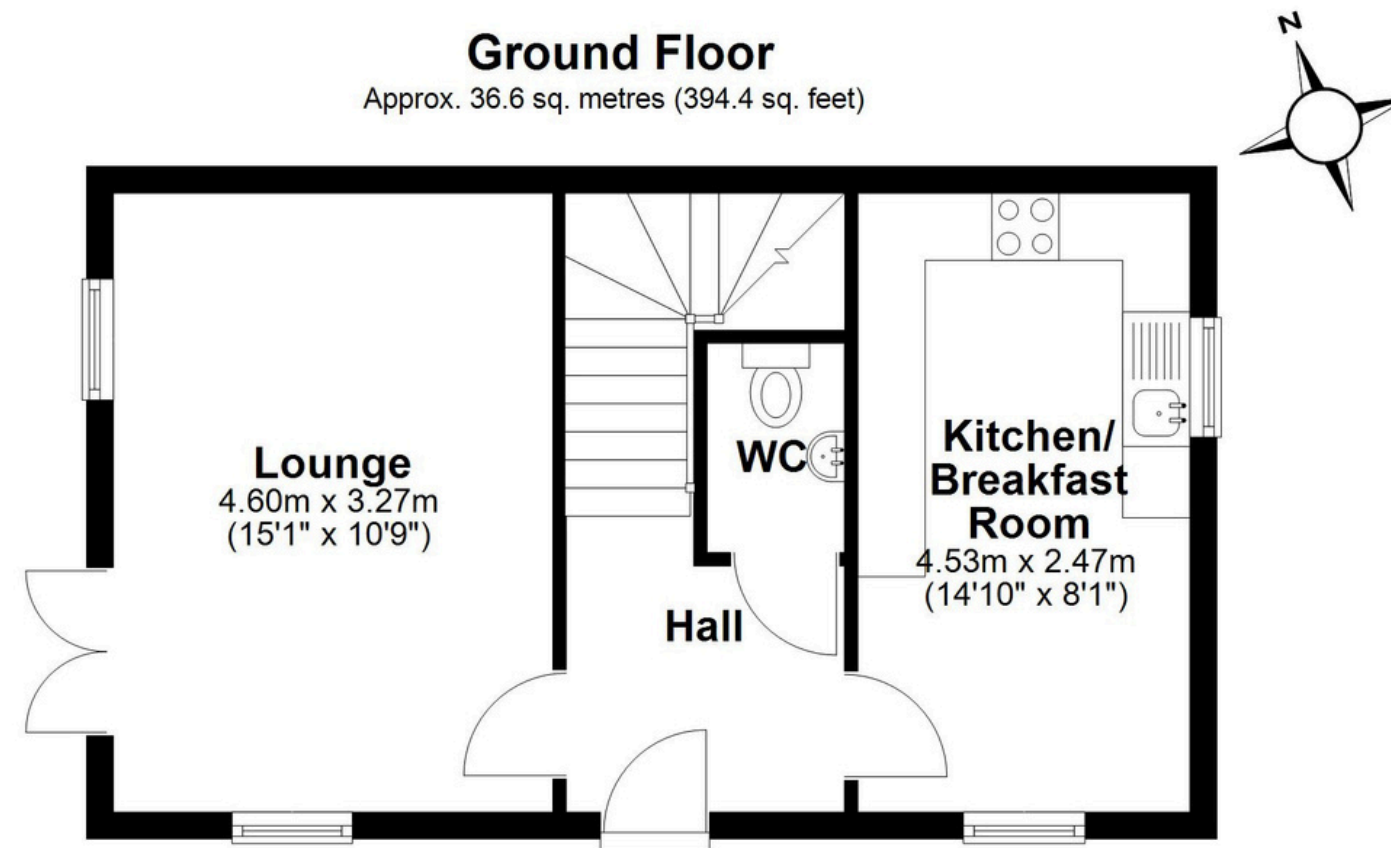 Ground Floor
Approx. 36.6 sq. metres (394.4 sq. feet)
N
Lounge
4.60m x 3.27m
(15'1" x 10'9")
WC
Hall
Kitchen/
Breakfast
Room
4.53m x 2.47m
(14'10" x 8'1")